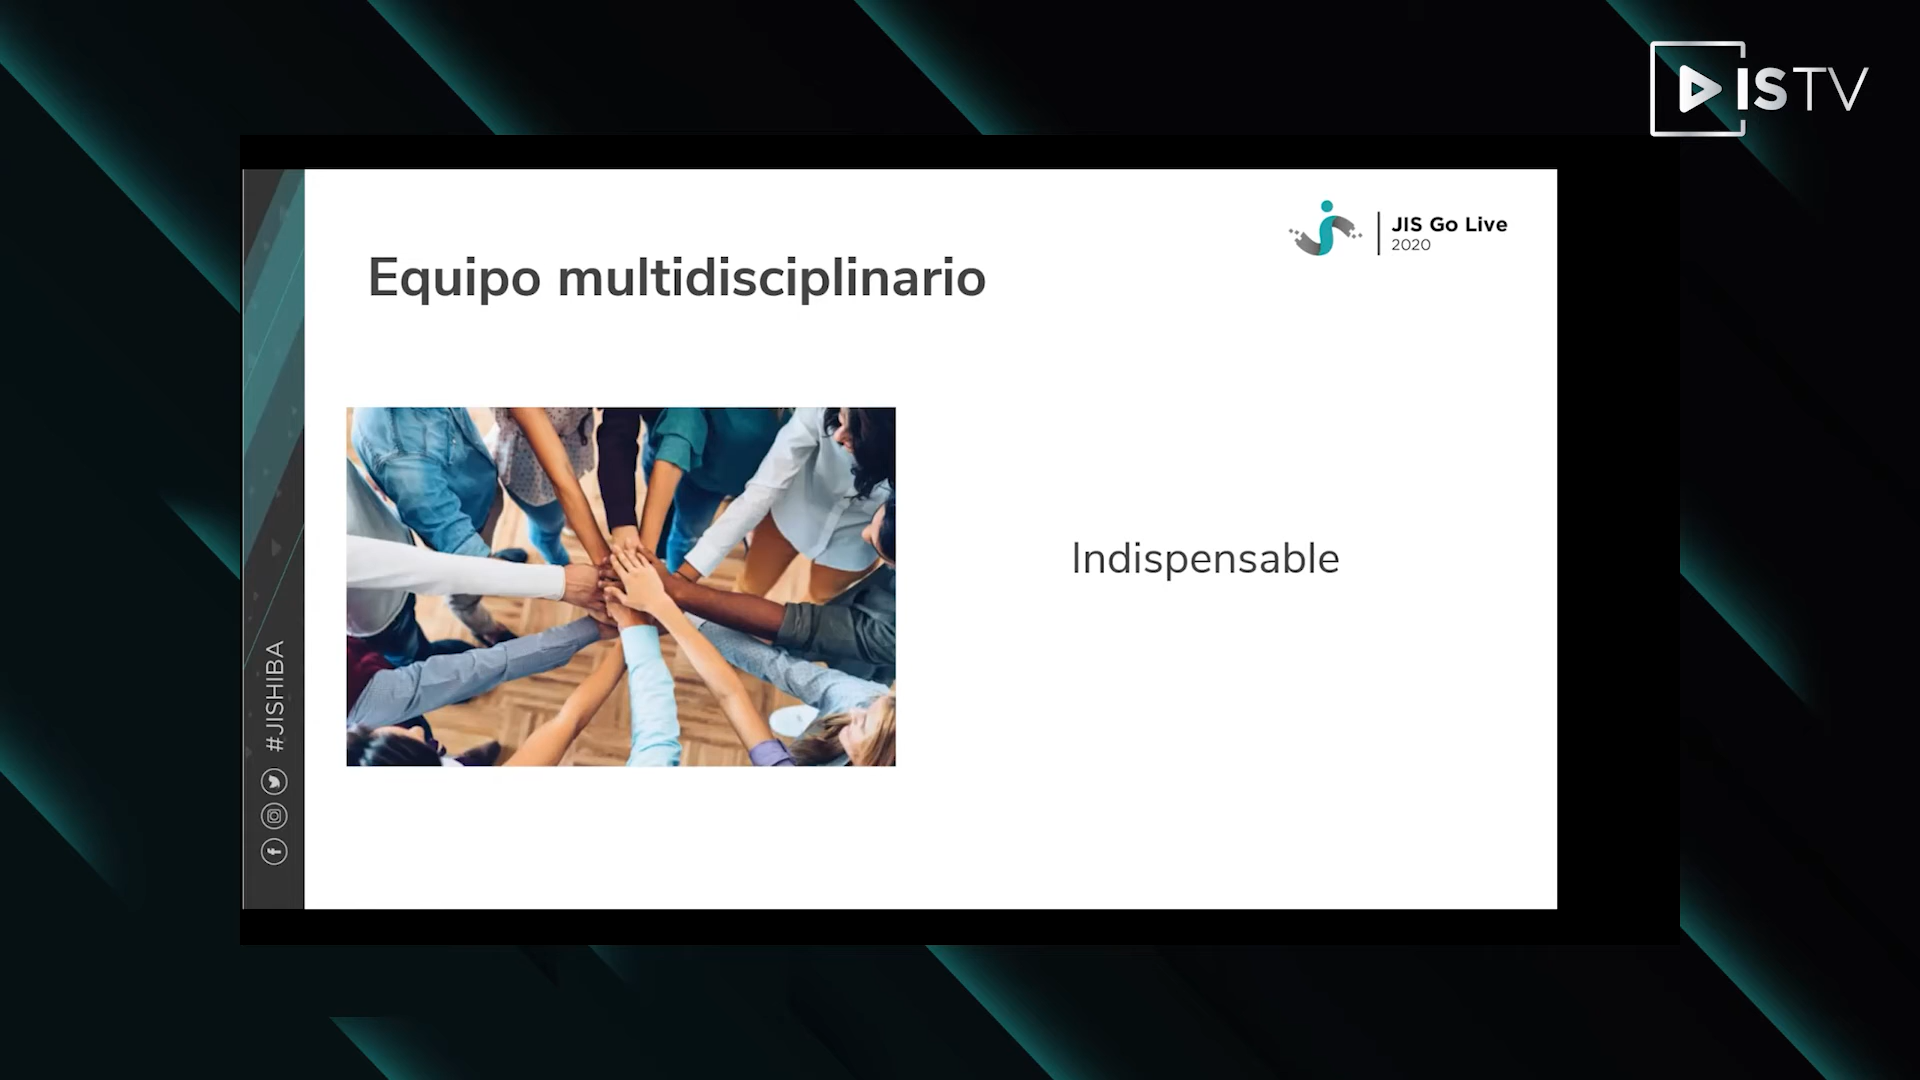 ISTV
JIS Go Live
2020
Equipo multidisciplinario
Indispensable
#JISHIBA